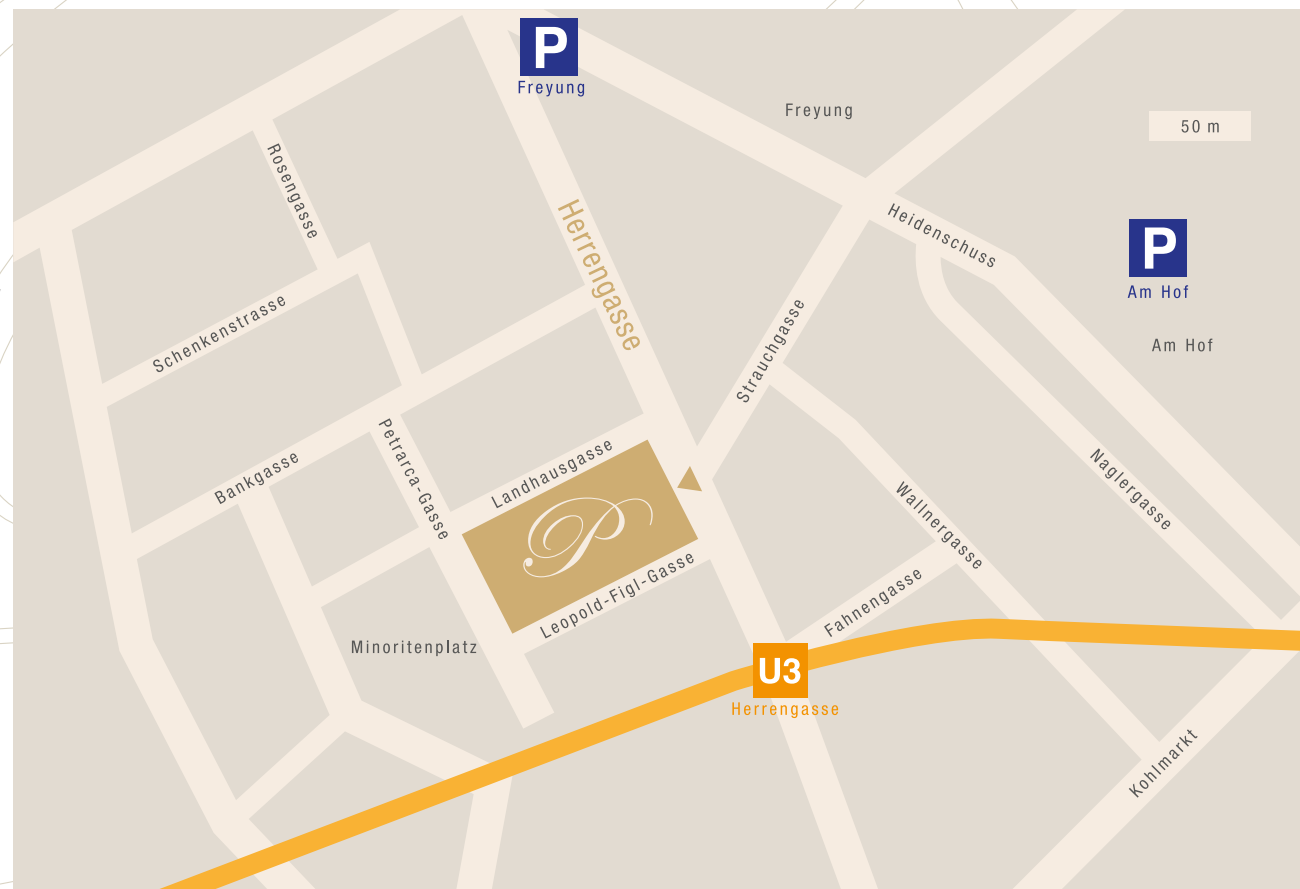 P
Freyung
Freyung
50 m
Rosengasse
Herrengasse
Heidenschuss
P
Am Hof
Am Hof
Schenkenstrasse
Strauchgasse
Bankgasse
Petrarca-Gasse
Landhausgasse
P
Leopold-Figl-Gasse
Wallnergasse
Naglergasse
Fahnengasse
Minoritenplatz
U3
Herrengasse
Kohlmarkt